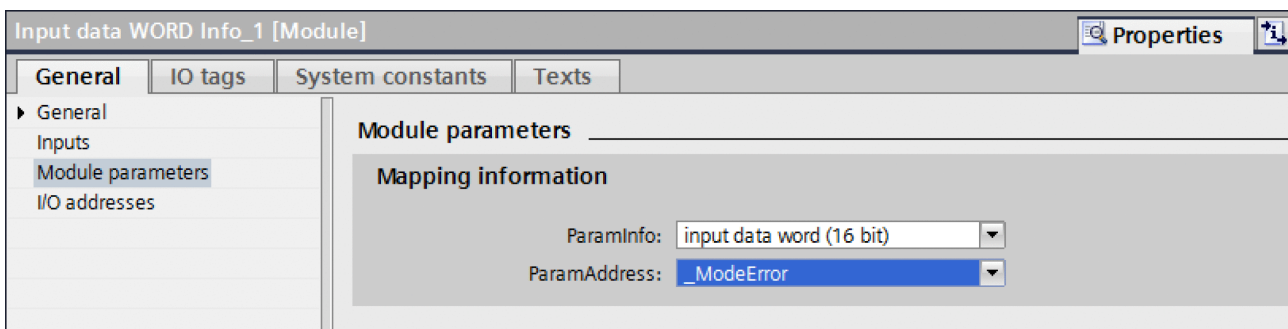 Input data WORD Info_1 [Module]
Properties
General IO tags System constants Texts
General
Inputs
Module parameters
I/O addresses
Module parameters
Mapping information
ParamInfo: input data word (16 bit)
ParamAddress: _ModeError